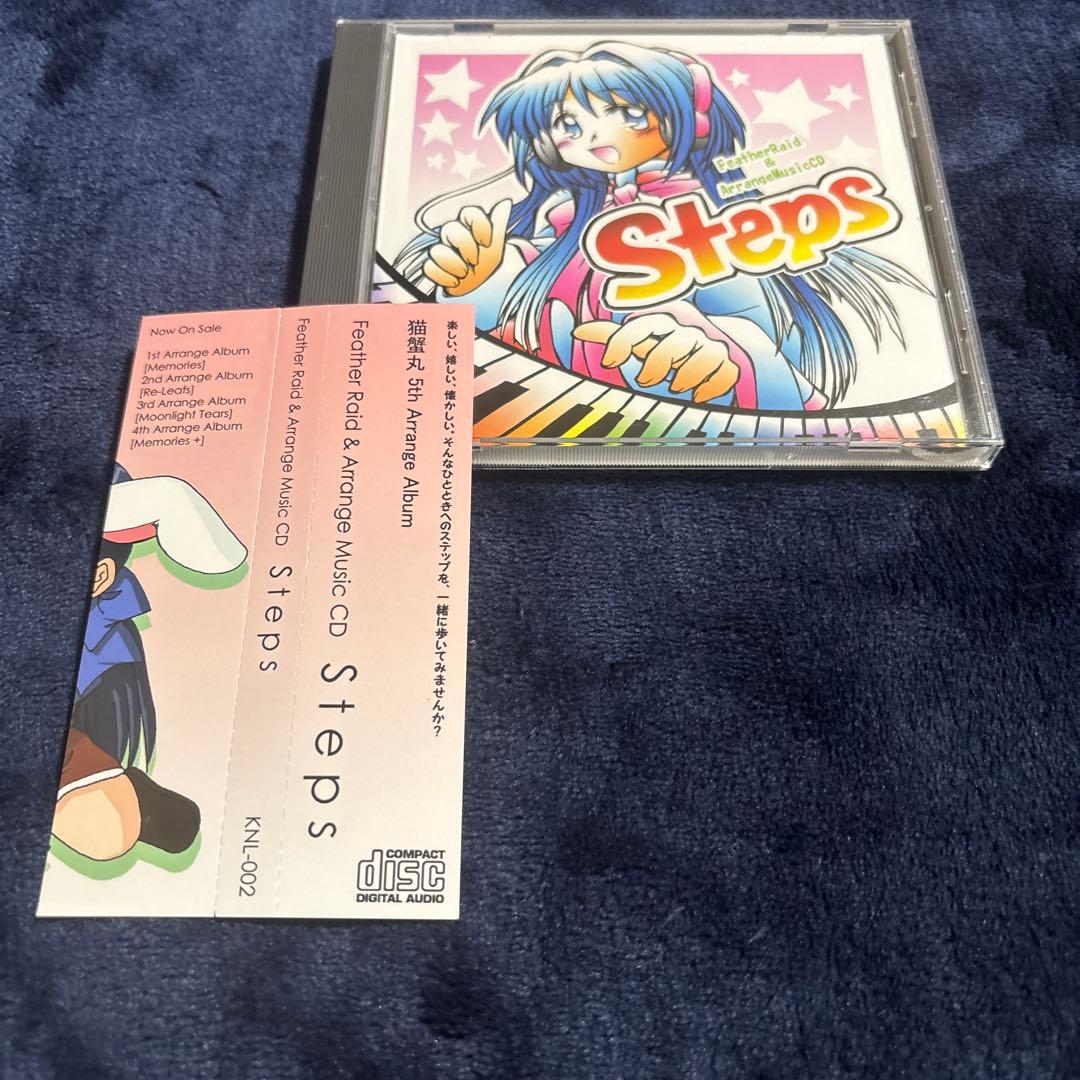 FeatherRaid
&
ArrangeMusicCD
Steps
楽しい、嬉しい、懐かしい。そんなひとときへのステップを、一緒に歩いてみませんか？
猫蟹丸 5th Arrange Album
Feather Raid & Arrange Music CD Steps
COMPACT
disc
DIGITAL AUDIO
Feather Raid & Arrange Music CD Steps
KNL-002
Now On Sale
1st Arrange Album
[Memories]
2nd Arrange Album
[Re-Leafs]
3rd Arrange Album
[Moonlight Tears]
4th Arrange Album
[Memories +]